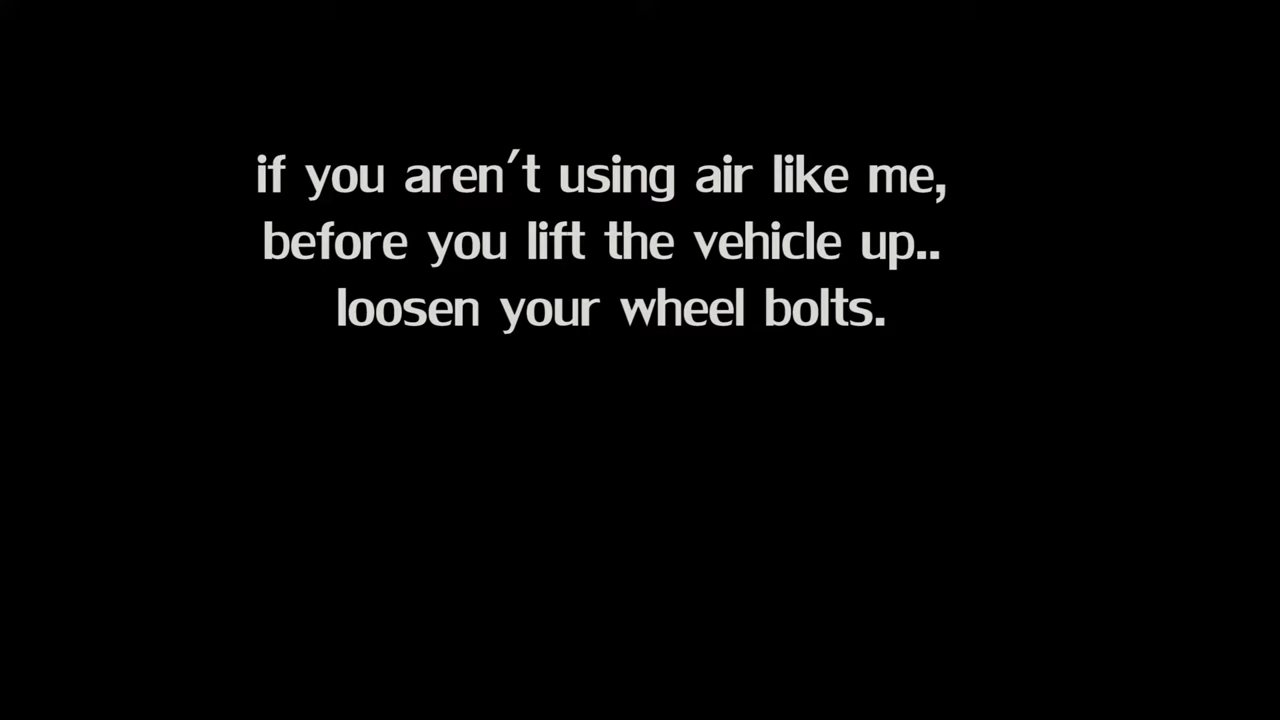 if you aren't using air like me,
before you lift the vehicle up..
loosen your wheel bolts.